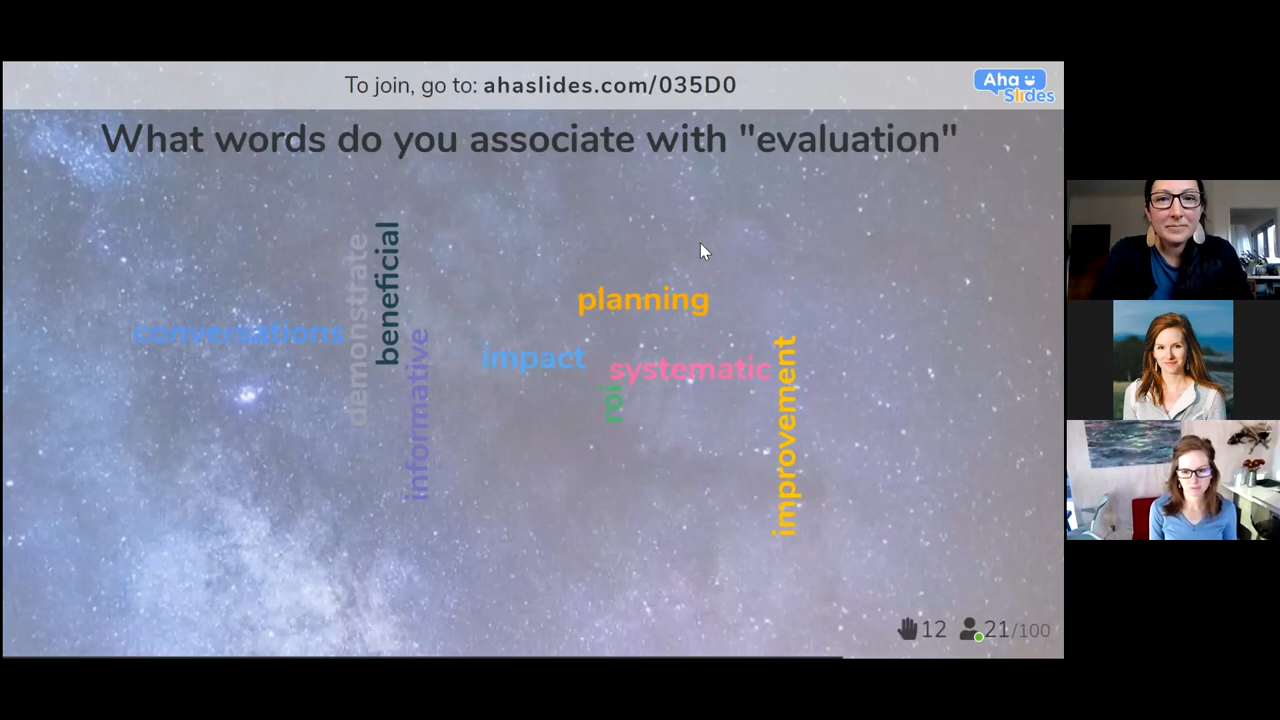 To join, go to: ahaslides.com/035D0
Aha
Slides
What words do you associate with "evaluation"
conversations
demonstrate
beneficial
informative
planning
impact
systematic
roi
improvement
12 21/100